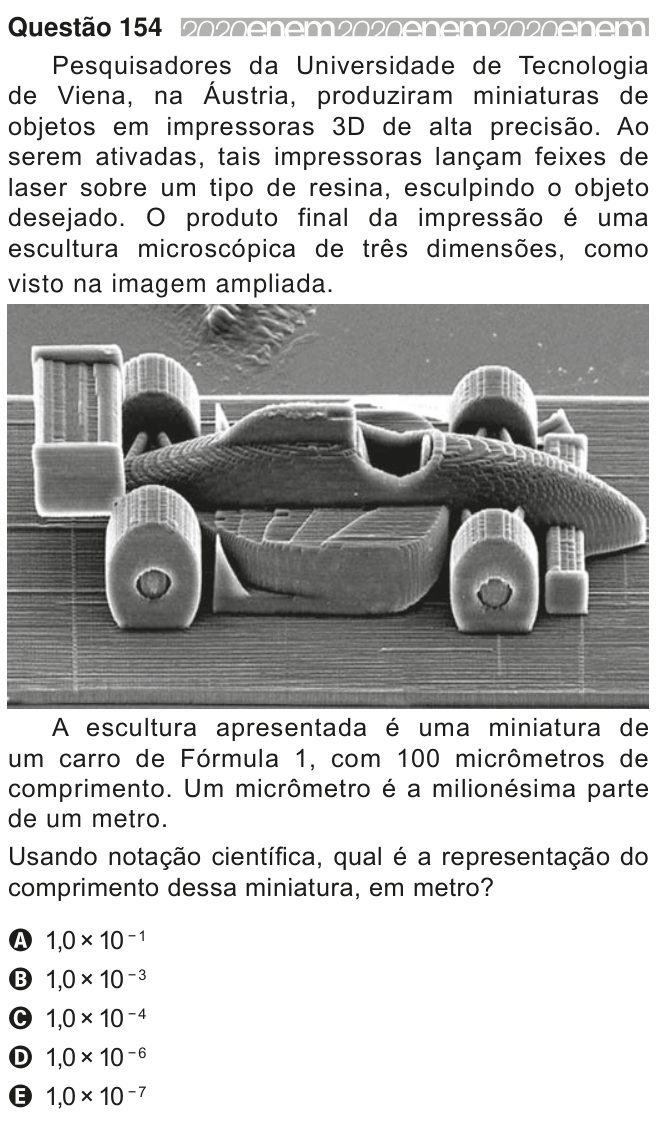 Questão 154 2020enem2020enem2020enem
Pesquisadores da Universidade de Tecnologia
de Viena, na Áustria, produziram miniaturas de
objetos em impressoras 3D de alta precisão. Ao
serem ativadas, tais impressoras lançam feixes de
laser sobre um tipo de resina, esculpindo o objeto
desejado. O produto final da impressão é uma
escultura microscópica de três dimensões, como
visto na imagem ampliada.
A escultura apresentada é uma miniatura de
um carro de Fórmula 1, com 100 micrômetros de
comprimento. Um micrômetro é a milionésima parte
de um metro.
Usando notação científica, qual é a representação do
comprimento dessa miniatura, em metro?
A 1,0 × 10⁻¹
B 1,0 × 10⁻³
C 1,0 × 10⁻⁴
D 1,0 × 10⁻⁶
E 1,0 × 10⁻⁷